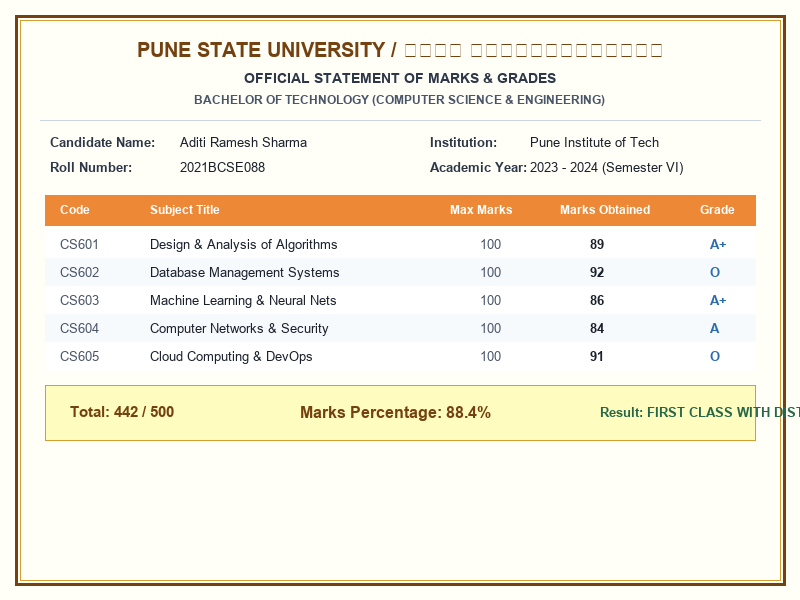 PUNE STATE UNIVERSITY /
OFFICIAL STATEMENT OF MARKS & GRADES
BACHELOR OF TECHNOLOGY (COMPUTER SCIENCE & ENGINEERING)
Candidate Name: Aditi Ramesh Sharma Institution: Pune Institute of Tech
Roll Number: 2021BCSE088 Academic Year: 2023 - 2024 (Semester VI)
Code Subject Title Max Marks Marks Obtained Grade
CS601 Design & Analysis of Algorithms 100 89 A+
CS602 Database Management Systems 100 92 O
CS603 Machine Learning & Neural Nets 100 86 A+
CS604 Computer Networks & Security 100 84 A
CS605 Cloud Computing & DevOps 100 91 O
Total: 442 / 500 Marks Percentage: 88.4% Result: FIRST CLASS WITH